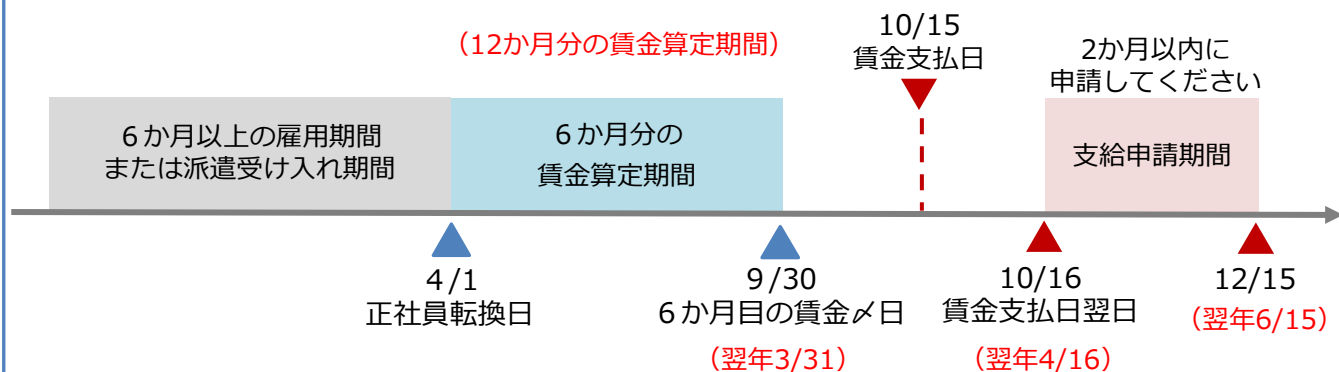 （12か月分の賃金算定期間）
10/15
賃金支払日
2か月以内に
申請してください
６か月以上の雇用期間
または派遣受け入れ期間
６か月分の
賃金算定期間
支給申請期間
４/１
正社員転換日
９/30
６か月目の賃金〆日
（翌年3/31）
10/16
賃金支払日翌日
（翌年4/16）
12/15
（翌年6/15）